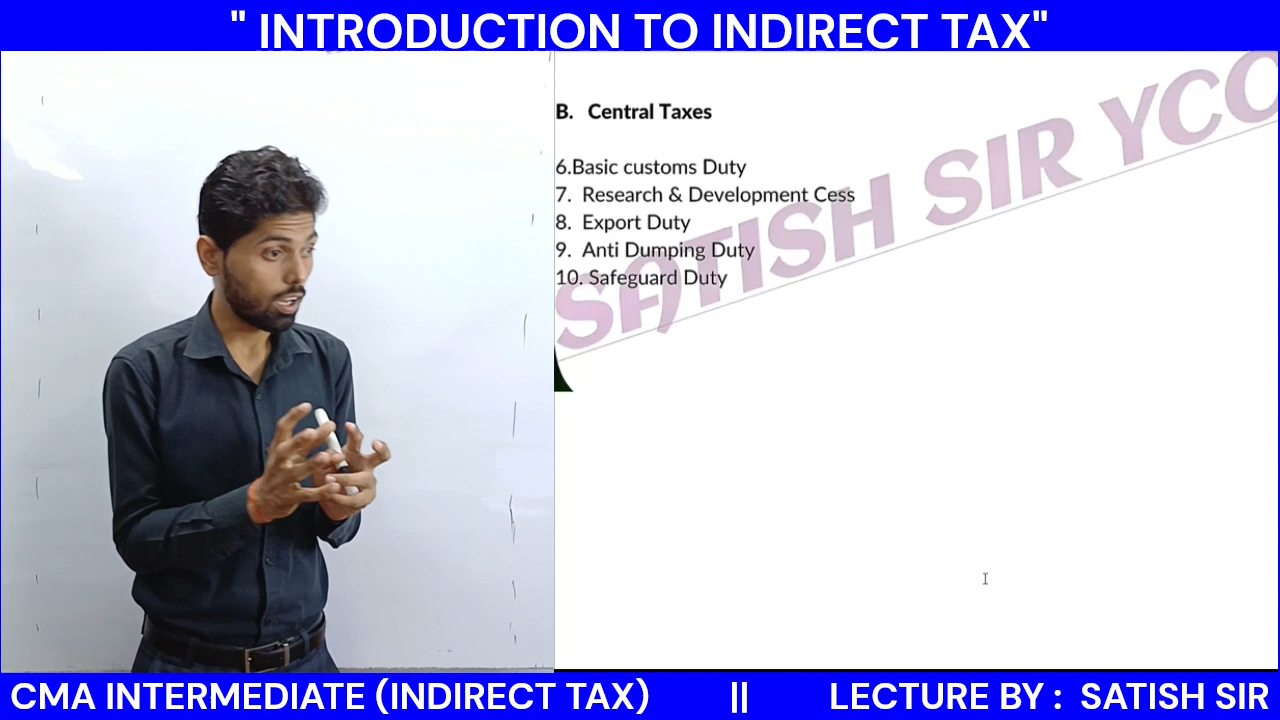 " INTRODUCTION TO INDIRECT TAX"
B. Central Taxes
6.Basic customs Duty
7. Research & Development Cess
8. Export Duty
9. Anti Dumping Duty
10. Safeguard Duty
SATISH SIR YCO
CMA INTERMEDIATE (INDIRECT TAX) || LECTURE BY : SATISH SIR